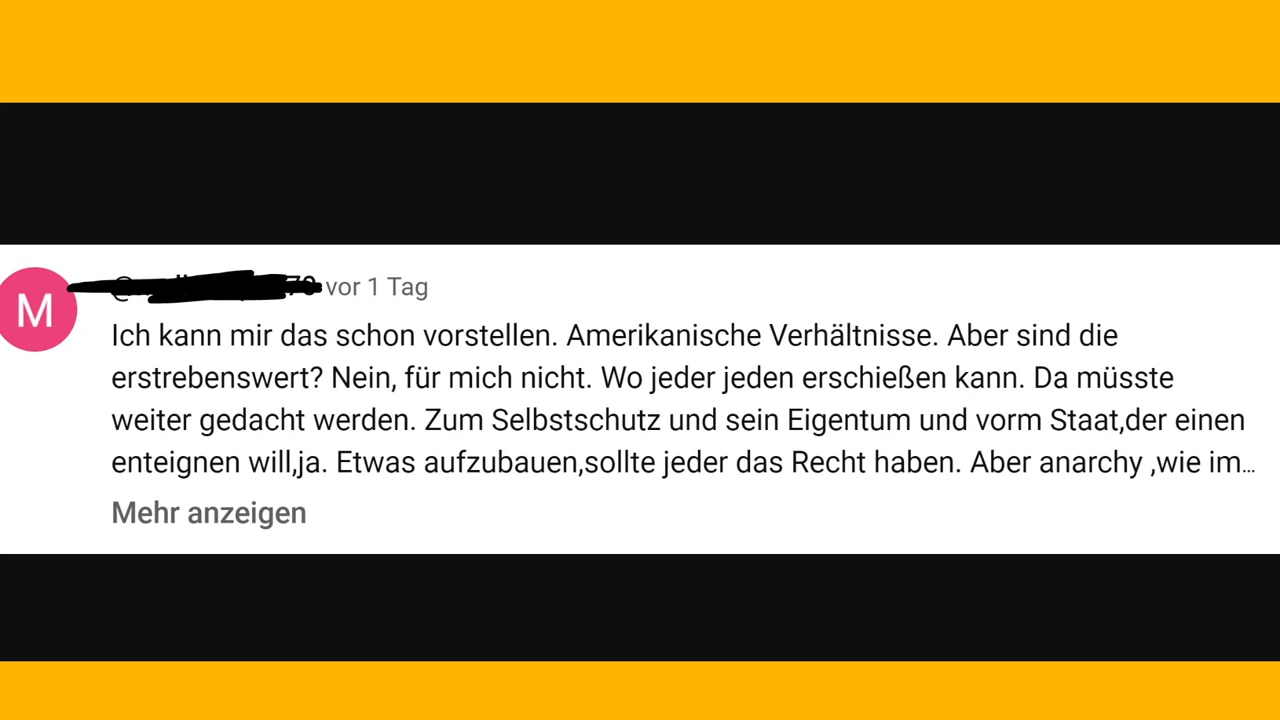 M
vor 1 Tag
Ich kann mir das schon vorstellen. Amerikanische Verhältnisse. Aber sind die
erstrebenswert? Nein, für mich nicht. Wo jeder jeden erschießen kann. Da müsste
weiter gedacht werden. Zum Selbstschutz und sein Eigentum und vorm Staat,der einen
enteignen will,ja. Etwas aufzubauen,sollte jeder das Recht haben. Aber anarchy ,wie im...
Mehr anzeigen